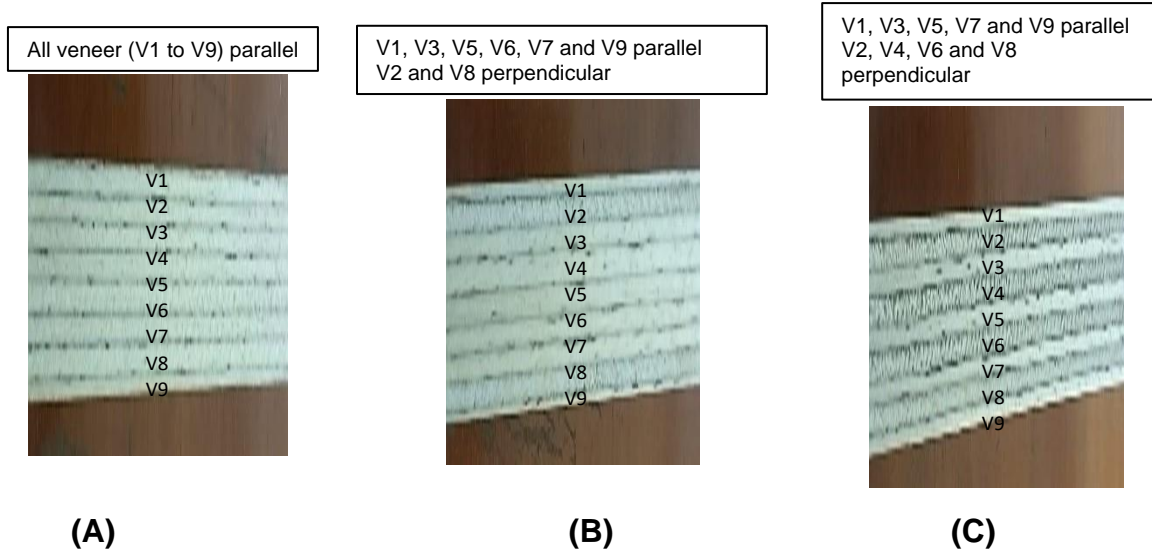 All veneer (V1 to V9) parallel
V1, V3, V5, V6, V7 and V9 parallel
V2 and V8 perpendicular
V1, V3, V5, V7 and V9 parallel
V2, V4, V6 and V8
perpendicular
V1
V2
V3
V4
V5
V6
V7
V8
V9
V1
V2
V3
V4
V5
V6
V7
V8
V9
V1
V2
V3
V4
V5
V6
V7
V8
V9
(A)
(B)
(C)